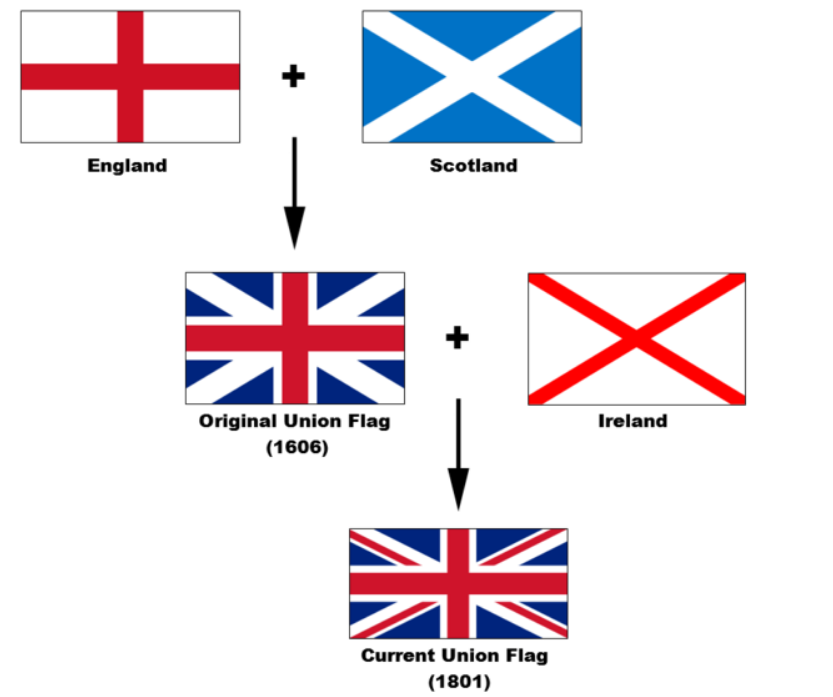 England
Scotland
Original Union Flag
(1606)
Ireland
Current Union Flag
(1801)